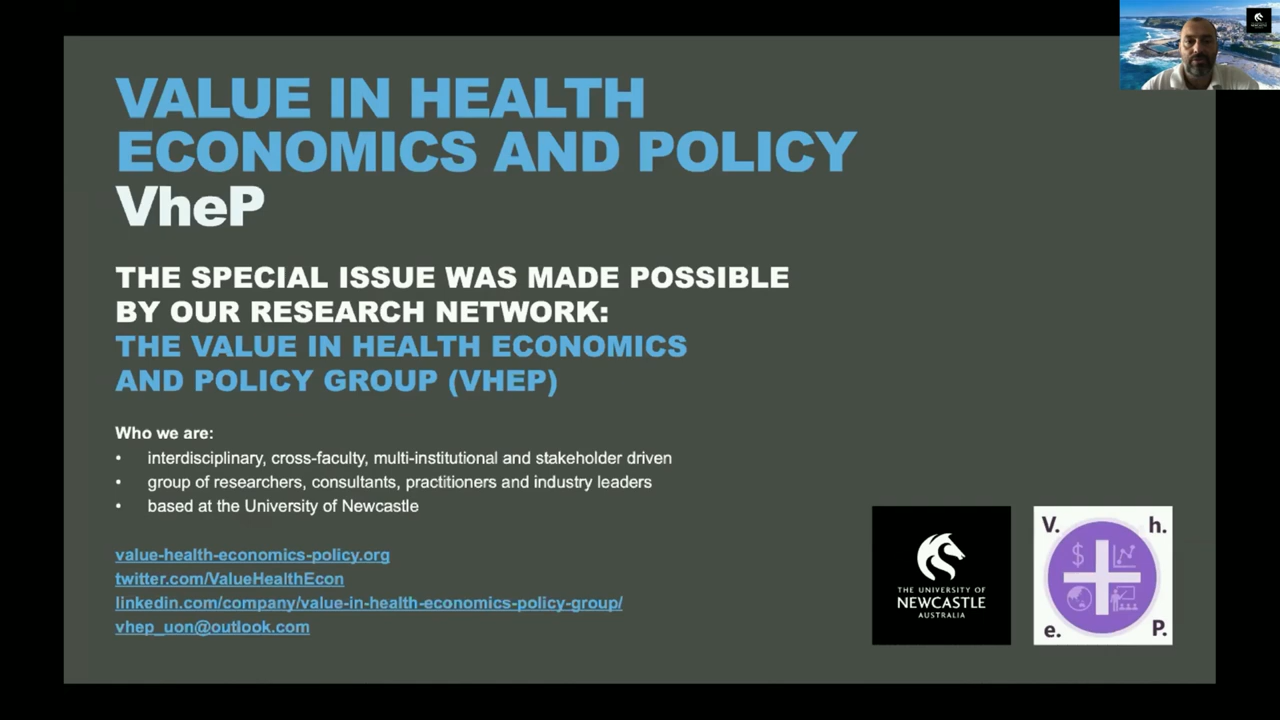 VALUE IN HEALTH
ECONOMICS AND POLICY
VheP
THE SPECIAL ISSUE WAS MADE POSSIBLE
BY OUR RESEARCH NETWORK:
THE VALUE IN HEALTH ECONOMICS
AND POLICY GROUP (VHEP)
Who we are:
• interdisciplinary, cross-faculty, multi-institutional and stakeholder driven
• group of researchers, consultants, practitioners and industry leaders
• based at the University of Newcastle
value-health-economics-policy.org
twitter.com/ValueHealthEcon
linkedin.com/company/value-in-health-economics-policy-group/
vhep_uon@outlook.com
THE UNIVERSITY OF
NEWCASTLE
AUSTRALIA
V. h.
$
e. P.